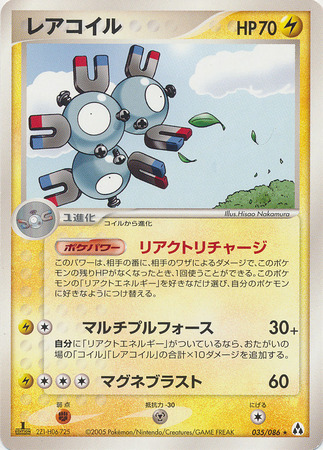 レアコイル HP70
Illus.Hisao Nakamura
1進化 コイルから進化
ポケパワー リアクトリチャージ
このパワーは、相手の番に、相手のワザによるダメージで、このポケ
モンの残りHPがなくなったとき、1回使うことができる。このポケ
モンの「リアクトエネルギー」を好きなだけ選び、自分のポケモン
に好きなようにつけ替える。
マルチプルフォース 30+
自分に「リアクトエネルギー」がついているなら、おたがいの
場の「コイル」「レアコイル」の合計×10ダメージを追加する。
マグネブラスト 60
弱点 抵抗力 -30 にげる
1 EDITION 221-H06-725 ©2005 Pokémon/Nintendo/Creatures/GAME FREAK 035/086 ★